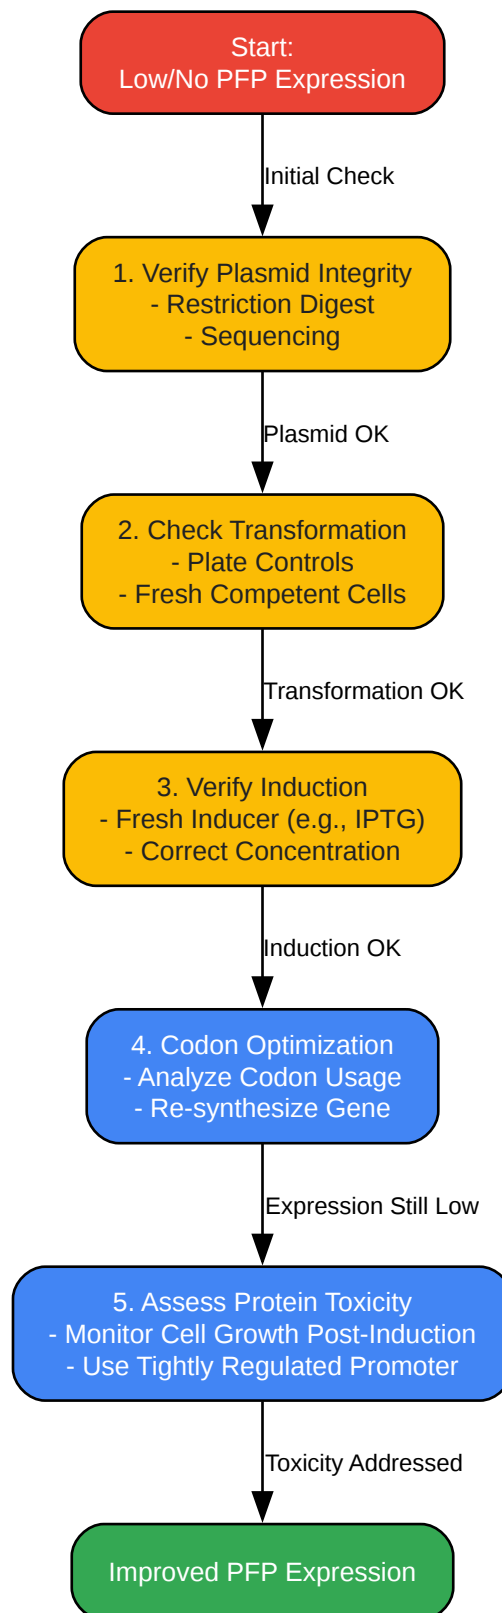 Start:
Low/No PFP Expression
Initial Check
1. Verify Plasmid Integrity
- Restriction Digest
- Sequencing
Plasmid OK
2. Check Transformation
- Plate Controls
- Fresh Competent Cells
Transformation OK
3. Verify Induction
- Fresh Inducer (e.g., IPTG)
- Correct Concentration
Induction OK
4. Codon Optimization
- Analyze Codon Usage
- Re-synthesize Gene
Expression Still Low
5. Assess Protein Toxicity
- Monitor Cell Growth Post-Induction
- Use Tightly Regulated Promoter
Toxicity Addressed
Improved PFP Expression